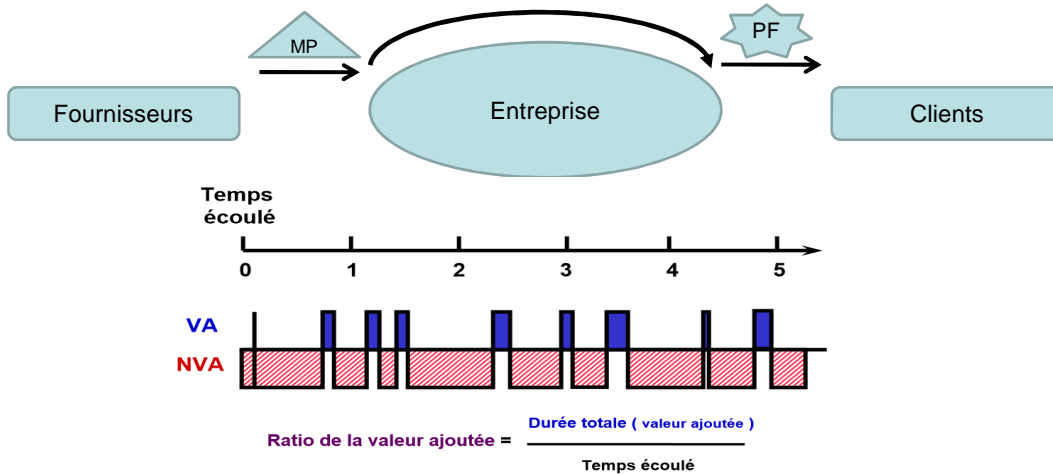 MP
PF
Fournisseurs
Entreprise
Clients
Temps
écoulé
0 1 2 3 4 5
VA
NVA
Durée totale ( valeur ajoutée )
Ratio de la valeur ajoutée =
Temps écoulé